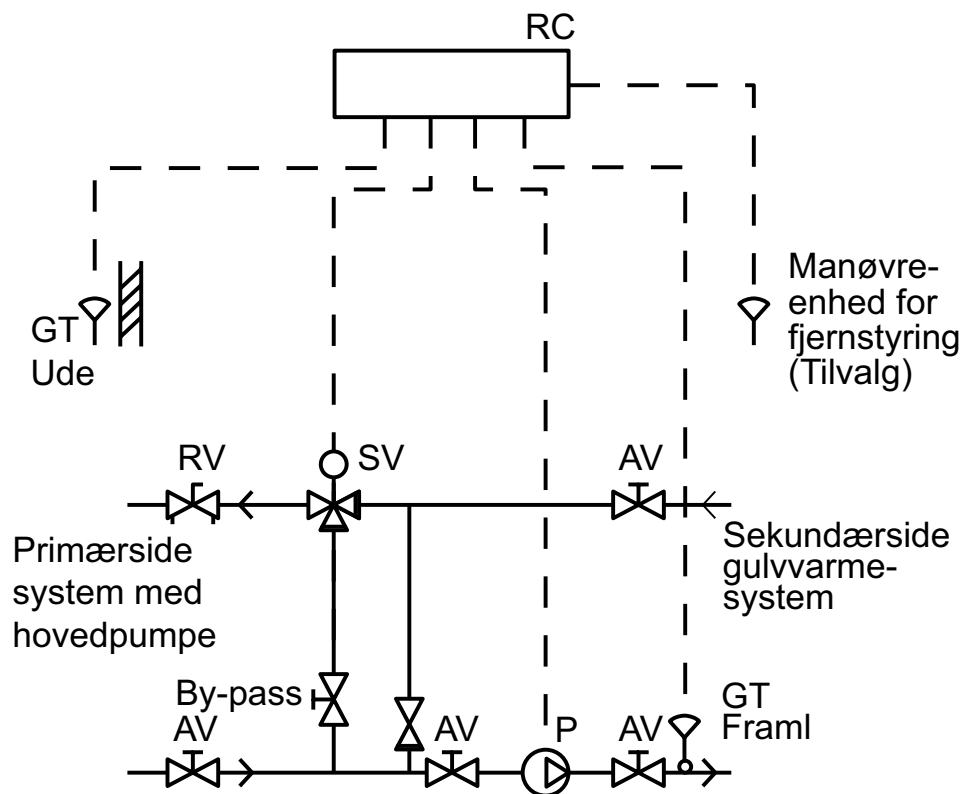 RC
Manøvre-
enhed for
fjernstyring
(Tilvalg)
GT
Ude
RV
SV
AV
Primærside
system med
hovedpumpe
Sekundærside
gulvvarme-
system
By-pass
GT
Framl
AV
AV
P
AV